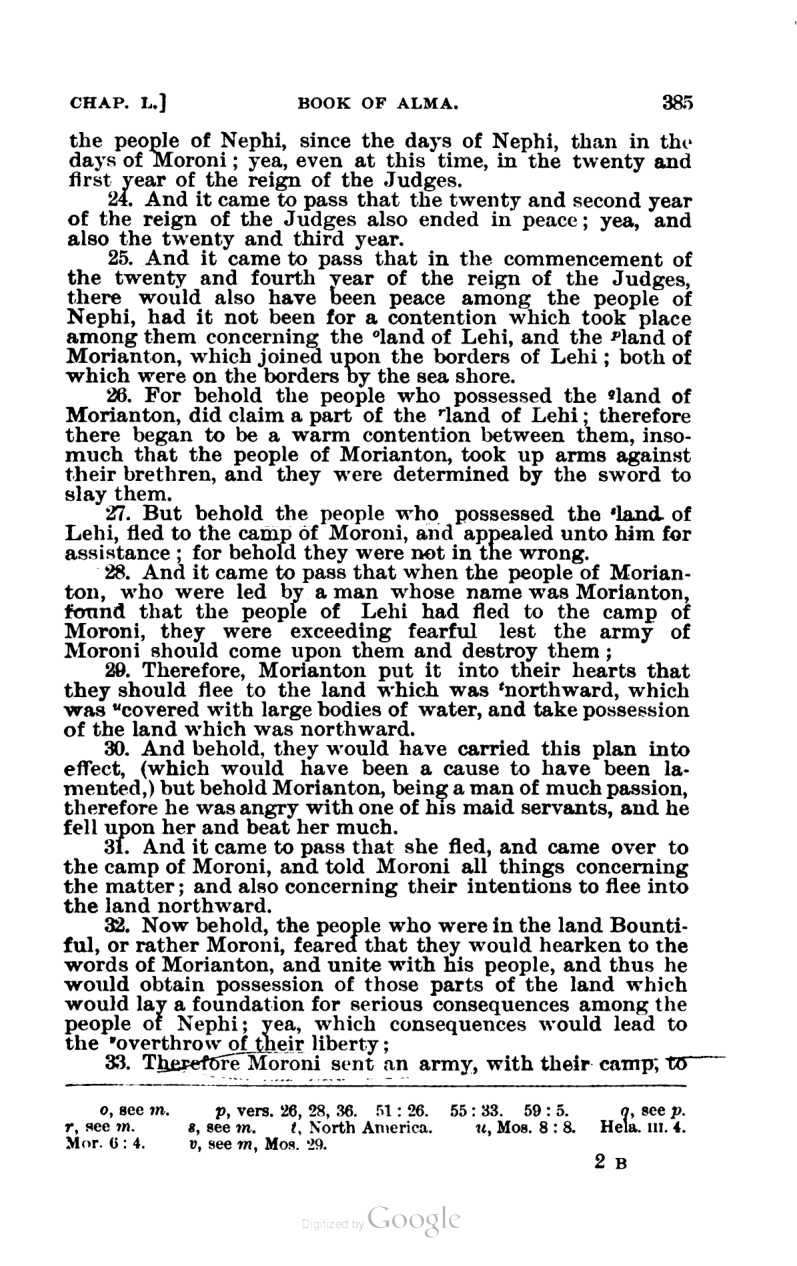 CHAP. L.] BOOK OF ALMA. 385
the people of Nephi, since the days of Nephi, than in the
days of Moroni; yea, even at this time, in the twenty and
first year of the reign of the Judges.
24. And it came to pass that the twenty and second year
of the reign of the Judges also ended in peace; yea, and
also the twenty and third year.
25. And it came to pass that in the commencement of
the twenty and fourth year of the reign of the Judges,
there would also have been peace among the people of
Nephi, had it not been for a contention which took place
among them concerning the oland of Lehi, and the pland of
Morianton, which joined upon the borders of Lehi; both of
which were on the borders by the sea shore.
26. For behold the people who possessed the qland of
Morianton, did claim a part of the rland of Lehi; therefore
there began to be a warm contention between them, inso-
much that the people of Morianton, took up arms against
their brethren, and they were determined by the sword to
slay them.
27. But behold the people who possessed the sland of
Lehi, fled to the camp of Moroni, and appealed unto him for
assistance; for behold they were not in the wrong.
28. And it came to pass that when the people of Morian-
ton, who were led by a man whose name was Morianton,
found that the people of Lehi had fled to the camp of
Moroni, they were exceeding fearful lest the army of
Moroni should come upon them and destroy them;
29. Therefore, Morianton put it into their hearts that
they should flee to the land which was tnorthward, which
was ucovered with large bodies of water, and take possession
of the land which was northward.
30. And behold, they would have carried this plan into
effect, (which would have been a cause to have been la-
mented,) but behold Morianton, being a man of much passion,
therefore he was angry with one of his maid servants, and he
fell upon her and beat her much.
31. And it came to pass that she fled, and came over to
the camp of Moroni, and told Moroni all things concerning
the matter; and also concerning their intentions to flee into
the land northward.
32. Now behold, the people who were in the land Bounti-
ful, or rather Moroni, feared that they would hearken to the
words of Morianton, and unite with his people, and thus he
would obtain possession of those parts of the land which
would lay a foundation for serious consequences among the
people of Nephi; yea, which consequences would lead to
the voverthrow of their liberty;
33. Therefore Moroni sent an army, with their camp, to
o, see m. p, vers. 26, 28, 36. 51:26. 55:33. 59:5. q, see p.
r, see m. s, see m. t, North America. u, Mos. 8:8. Hela. III. 4.
Mor. 6:4. v, see m, Mos. 29.
2 B
Digitized by Google